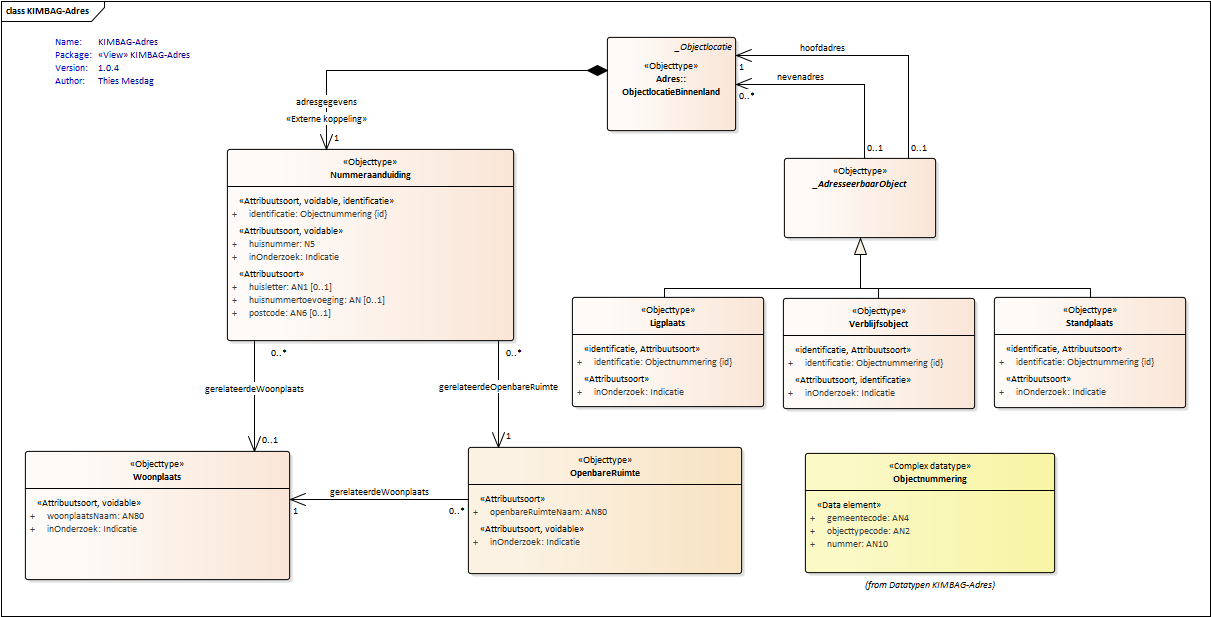 class KIMBAG-Adres
Name: KIMBAG-Adres
Package: «View» KIMBAG-Adres
Version: 1.0.4
Author: Thies Mesdag
_Objectlocatie
«Objecttype»
Adres::
ObjectlocatieBinnenland
hoofdadres
1
nevenadres
0..*
0..1
0..1
adresgegevens
«Externe koppeling»
1
«Objecttype»
_AdresseerbaarObject
«Objecttype»
Nummeraanduiding
«Attribuutsoort, voidable, identificatie»
+ identificatie: Objectnummering {id}
«Attribuutsoort, voidable»
+ huisnummer: N5
+ inOnderzoek: Indicatie
«Attribuutsoort»
+ huisletter: AN1 [0..1]
+ huisnummertoevoeging: AN [0..1]
+ postcode: AN6 [0..1]
«Objecttype»
Ligplaats
«identificatie, Attribuutsoort»
+ identificatie: Objectnummering {id}
«Attribuutsoort»
+ inOnderzoek: Indicatie
«Objecttype»
Verblijfsobject
«identificatie, Attribuutsoort»
+ identificatie: Objectnummering {id}
«Attribuutsoort, identificatie»
+ inOnderzoek: Indicatie
«Objecttype»
Standplaats
«identificatie, Attribuutsoort»
+ identificatie: Objectnummering {id}
«Attribuutsoort»
+ inOnderzoek: Indicatie
0..*
0..*
gerelateerdeWoonplaats
gerelateerdeOpenbareRuimte
0..1
1
«Objecttype»
Woonplaats
«Attribuutsoort, voidable»
+ woonplaatsNaam: AN80
+ inOnderzoek: Indicatie
gerelateerdeWoonplaats
1
0..*
«Objecttype»
OpenbareRuimte
«Attribuutsoort»
+ openbareRuimteNaam: AN80
«Attribuutsoort, voidable»
+ inOnderzoek: Indicatie
«Complex datatype»
Objectnummering
«Data element»
+ gemeentecode: AN4
+ objecttypecode: AN2
+ nummer: AN10
(from Datatypen KIMBAG-Adres)